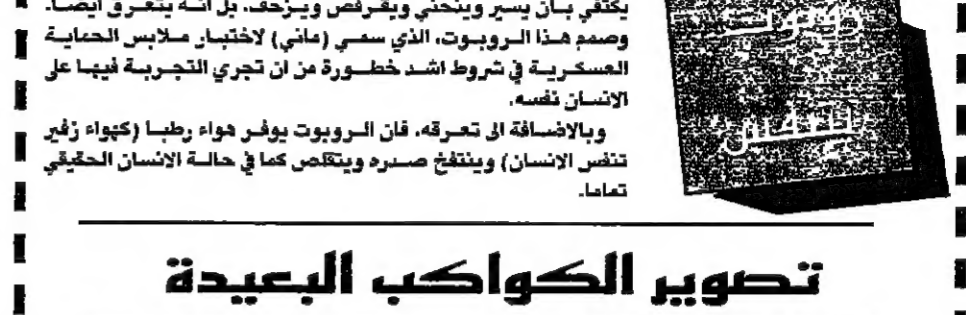 يكتفي بأن يسير وينحني ويقرفص ويزحف، بل انه يتعرق ايضا.
وصمم هذا الروبوت، الذي سمي (ماني) لاختبار ملابس الحماية
العسكرية في شروط اشد خطورة من ان تجري التجربة فيها على
الانسان نفسه.
وبالاضافة الى تعرقه، فان الروبوت يوفر هواء رطبا (كهواء زفير
تنفس الانسان) وينتفخ صدره ويتقلص كما في حالة الانسان الحقيقي
تماما.
روبوت
يتنفس
تصوير الكواكب البعيدة